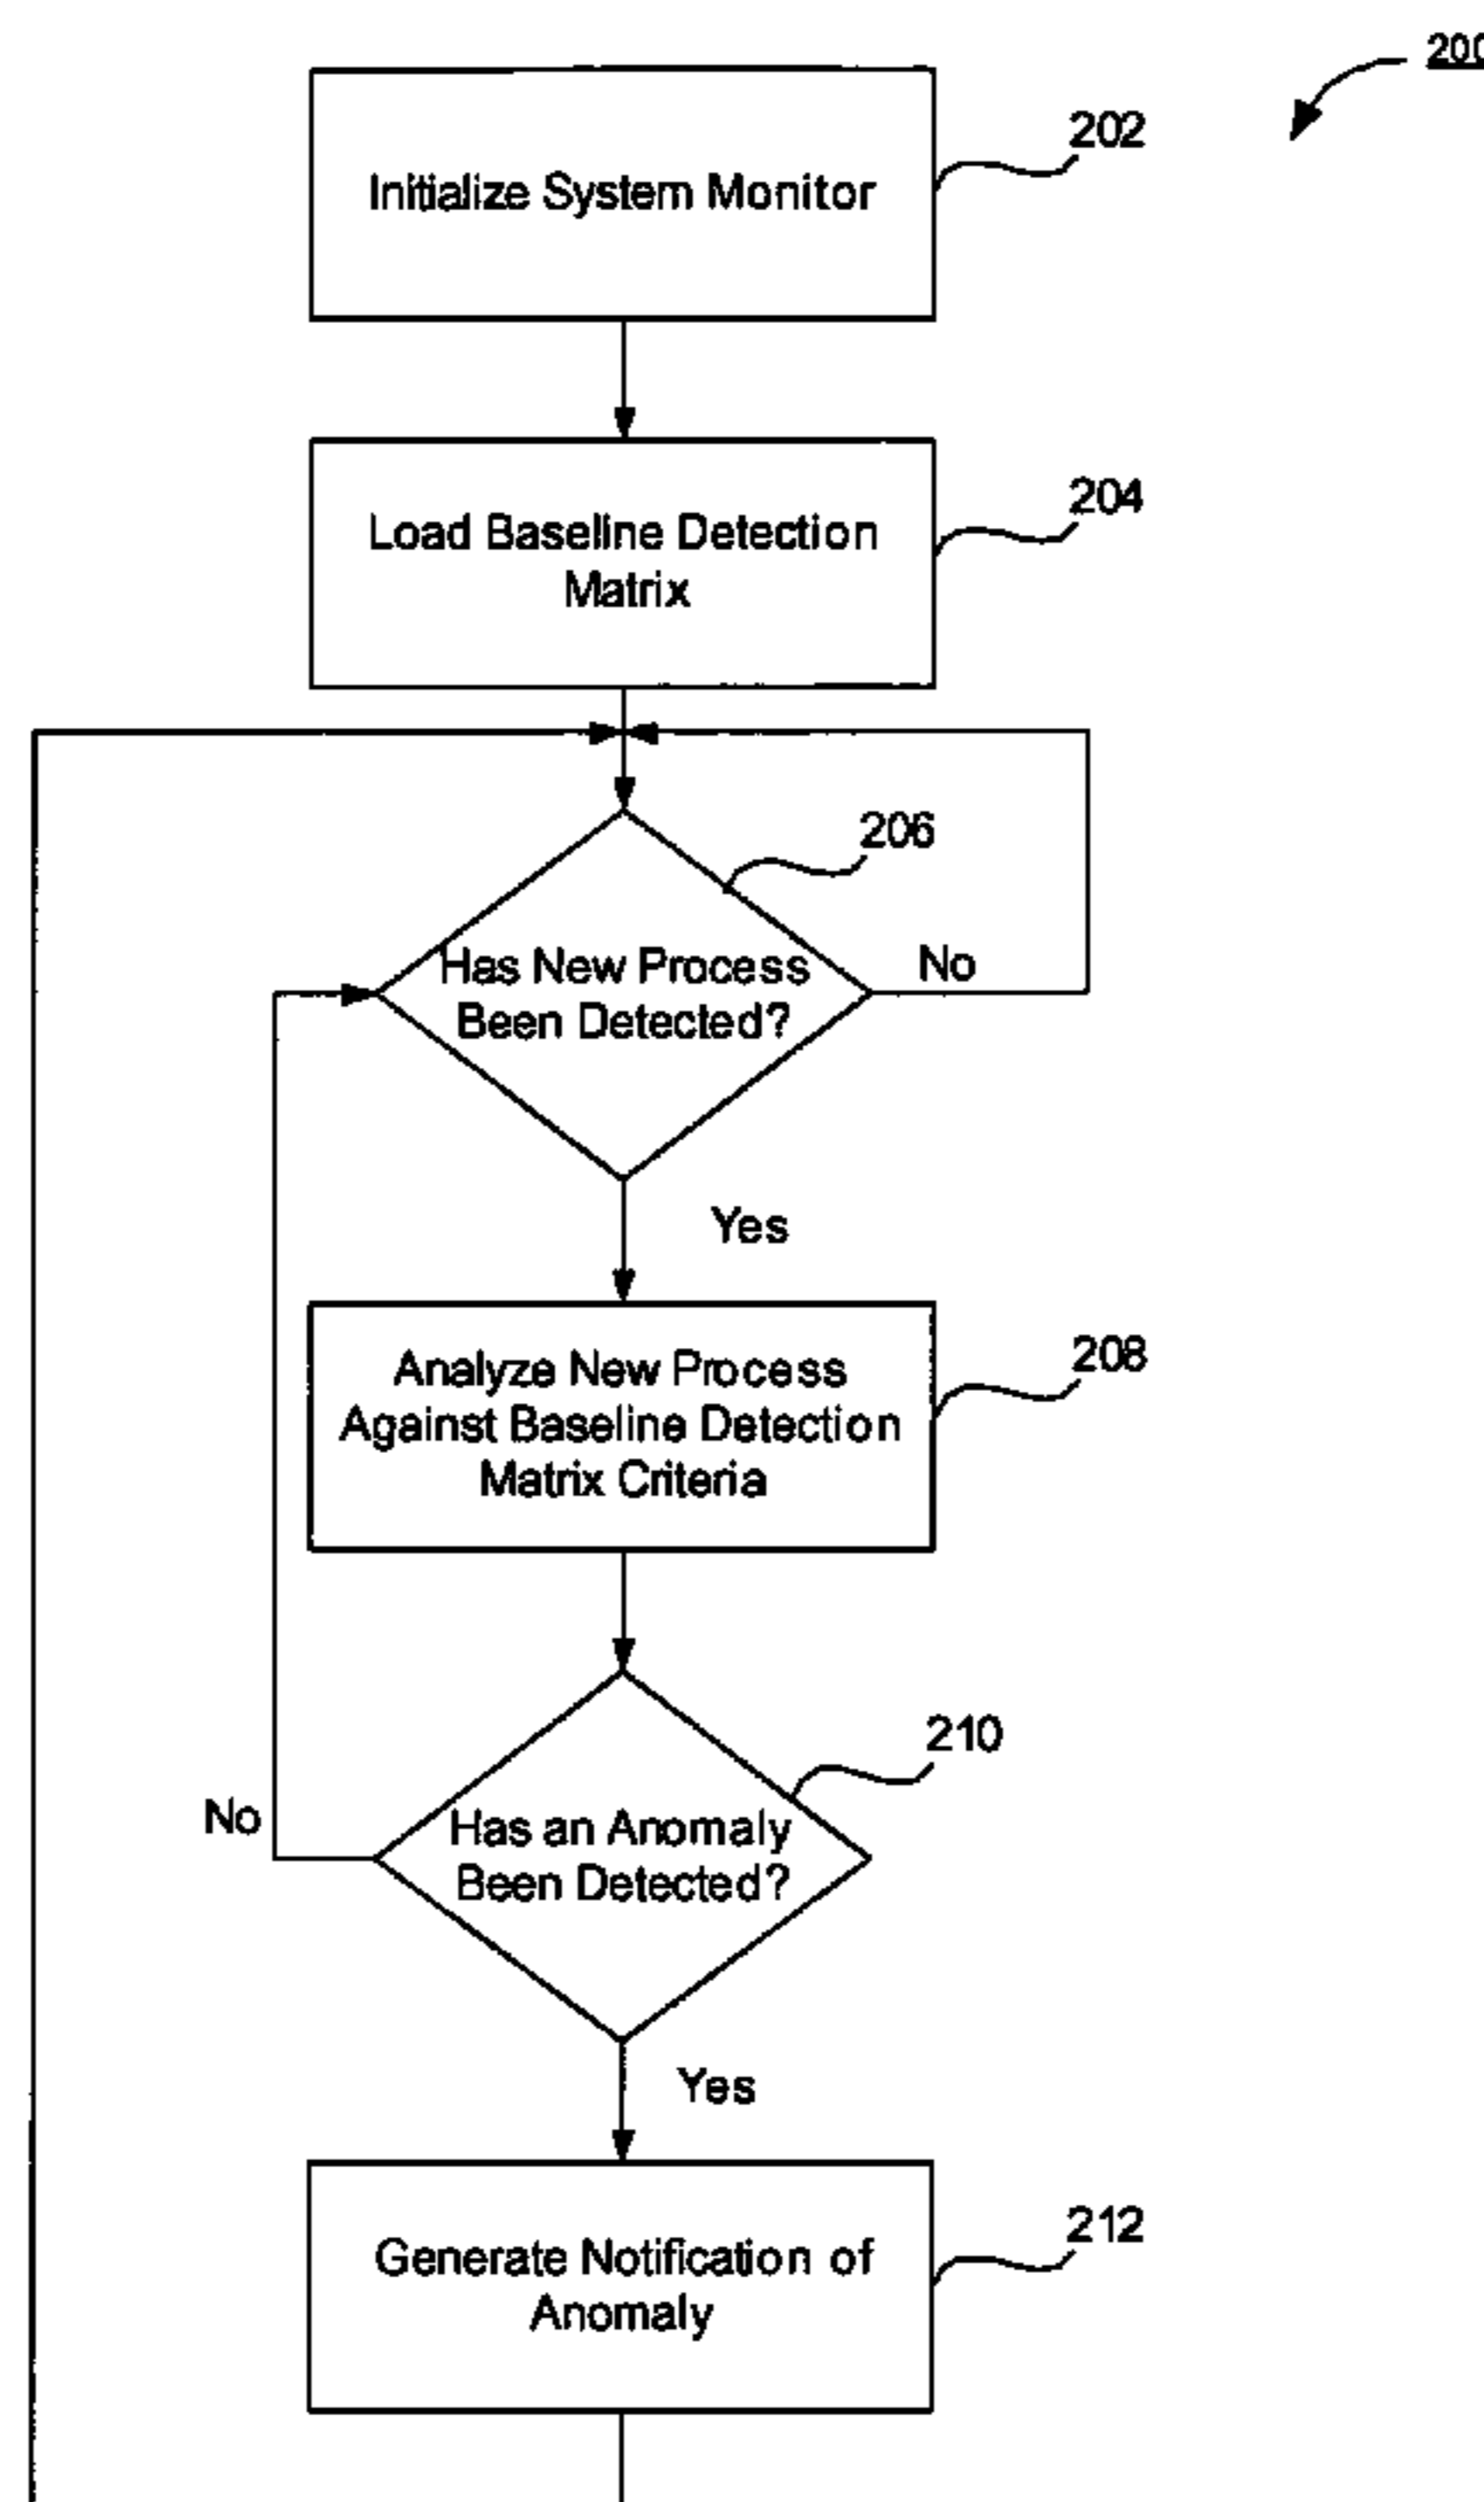 200
202
Initialize System Monitor
204
Load Baseline Detection
Matrix
206
Has New Process
Been Detected?
No
Yes
208
Analyze New Process
Against Baseline Detection
Matrix Criteria
210
Has an Anomaly
Been Detected?
No
Yes
212
Generate Notification of
Anomaly